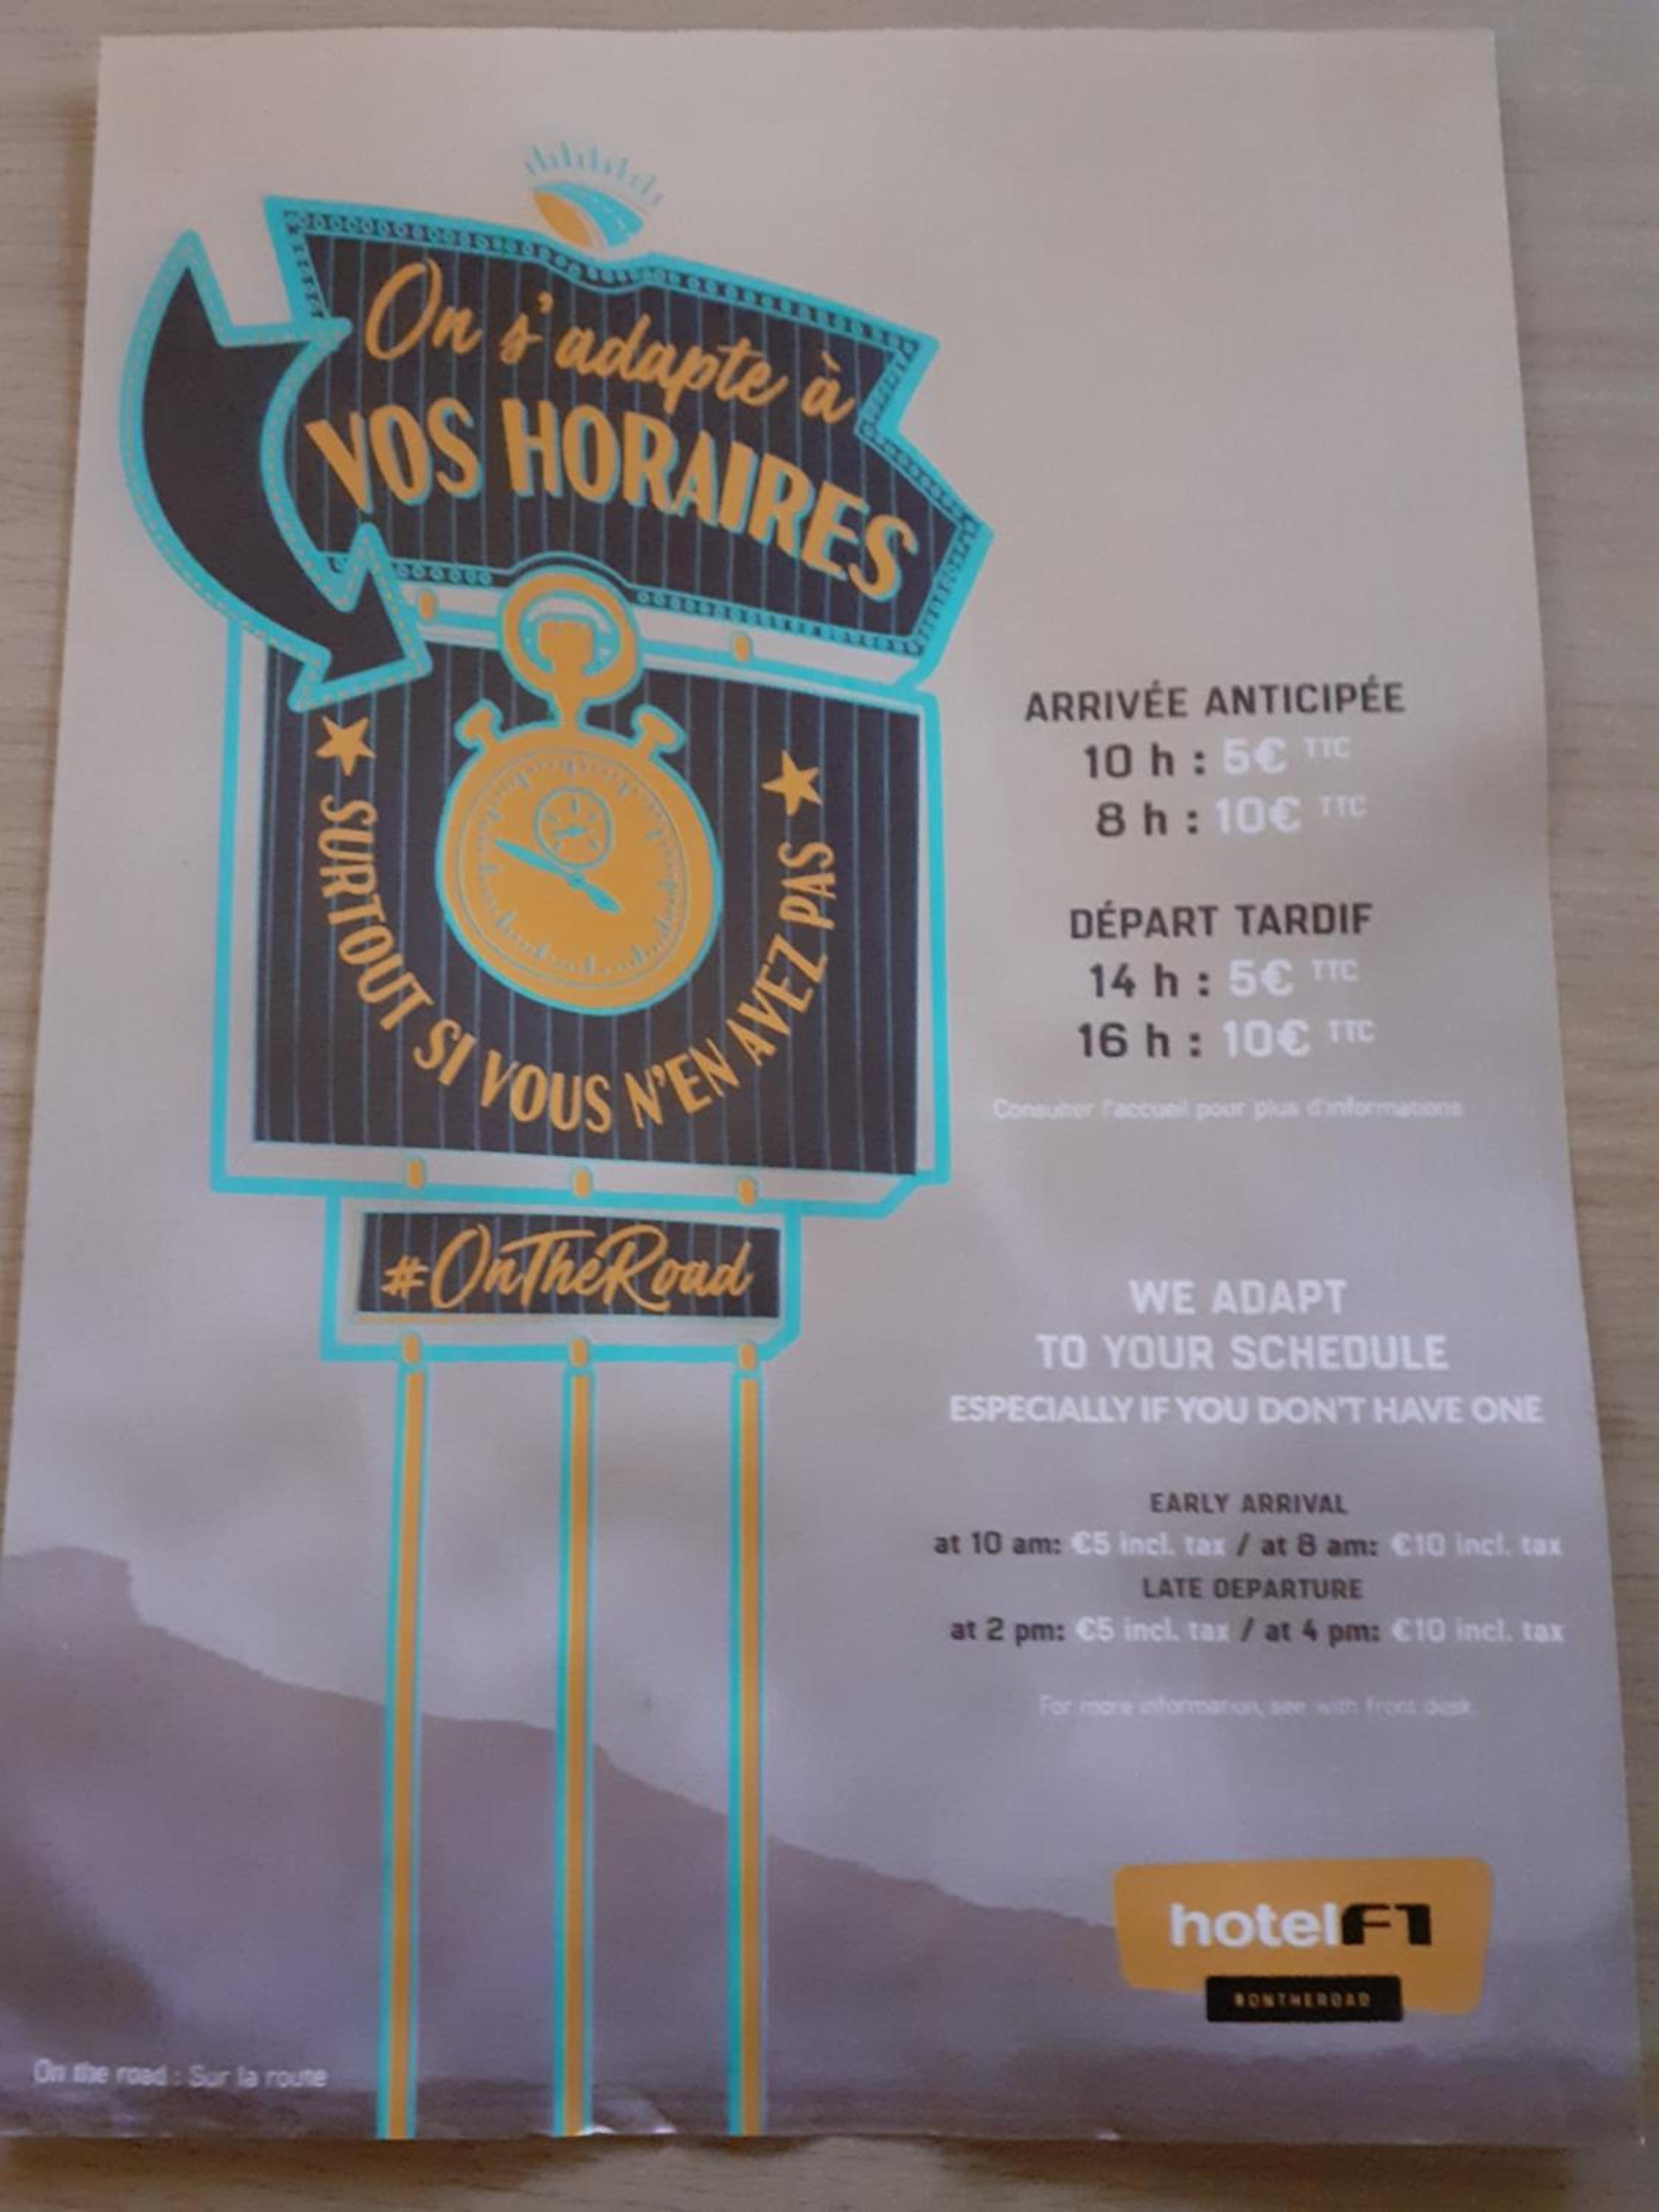 On s'adapte à
VOS HORAIRES
★ SURTOUT SI VOUS N'EN AVEZ PAS ★
#OnTheRoad
ARRIVÉE ANTICIPÉE
10 h : 5€ TTC
8 h : 10€ TTC
DÉPART TARDIF
14 h : 5€ TTC
16 h : 10€ TTC
Consulter l'accueil pour plus d'informations
WE ADAPT
TO YOUR SCHEDULE
ESPECIALLY IF YOU DON'T HAVE ONE
EARLY ARRIVAL
at 10 am: €5 incl. tax / at 8 am: €10 incl. tax
LATE DEPARTURE
at 2 pm: €5 incl. tax / at 4 pm: €10 incl. tax
For more information, see with front desk.
hotelF1
#ONTHEROAD
On the road : Sur la route